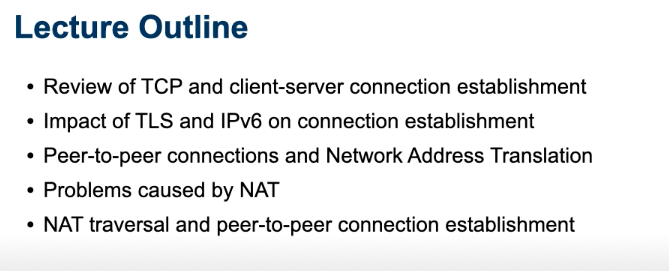 Lecture Outline
• Review of TCP and client-server connection establishment
• Impact of TLS and IPv6 on connection establishment
• Peer-to-peer connections and Network Address Translation
• Problems caused by NAT
• NAT traversal and peer-to-peer connection establishment